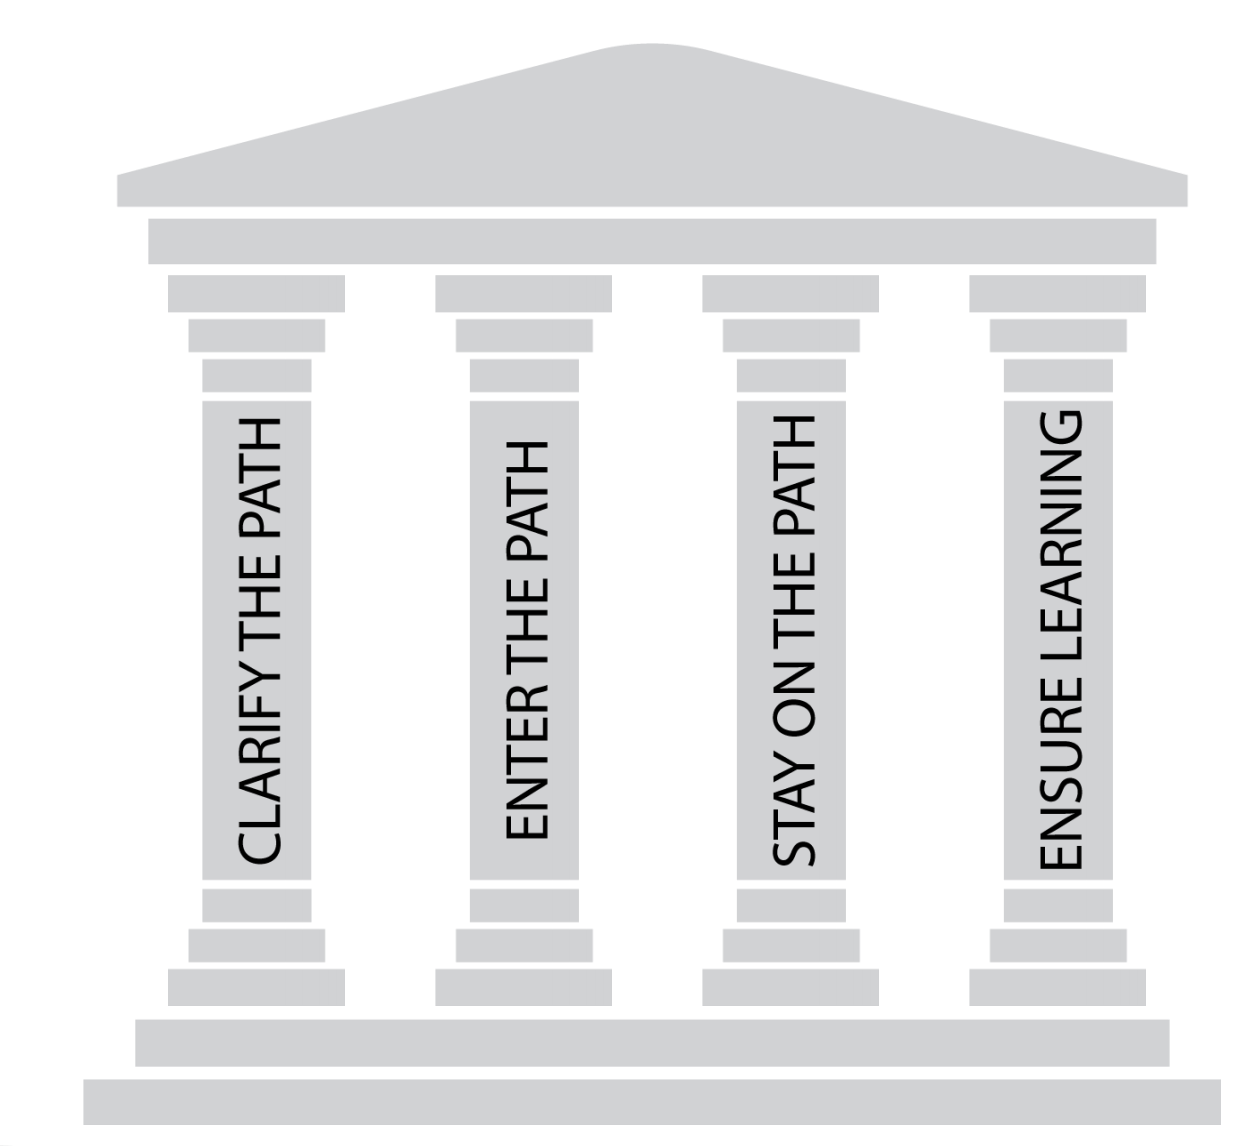 CLARIFY THE PATH
ENTER THE PATH
STAY ON THE PATH
ENSURE LEARNING